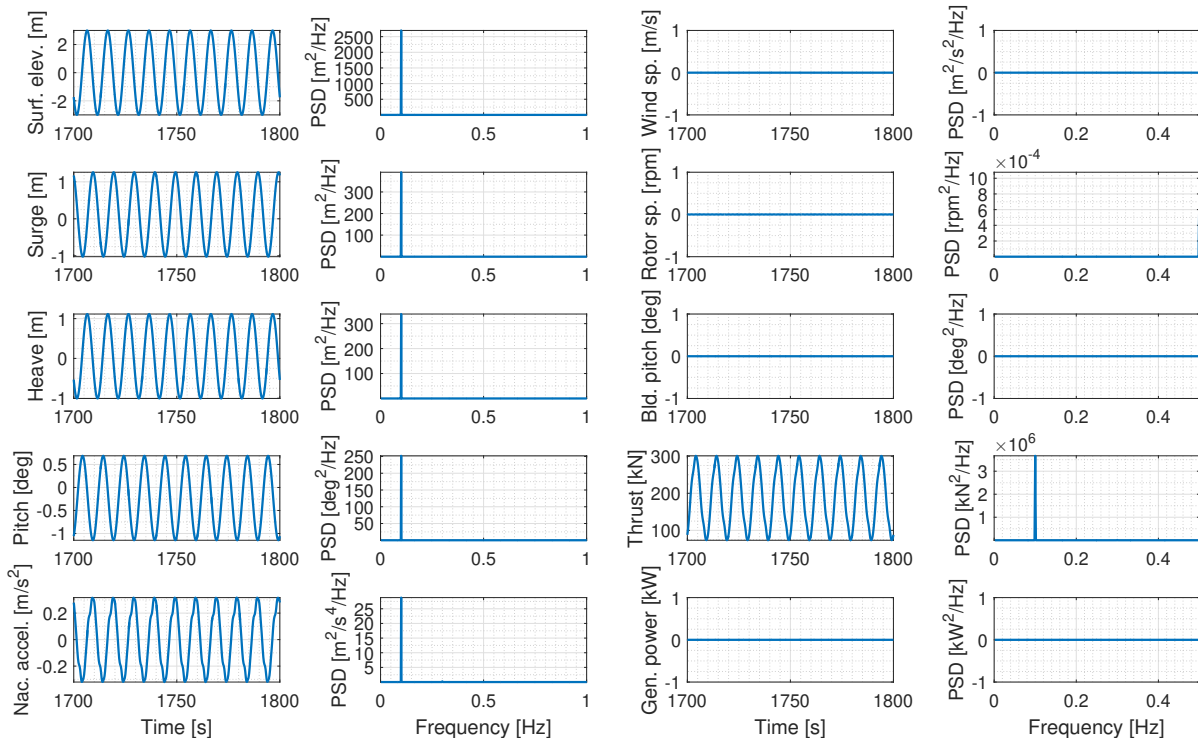 Surf. elev. [m]
2
0
-2
1700 1750 1800
PSD [m²/Hz]
2500
2000
1500
1000
500
0 0.5 1
Wind sp. [m/s]
1
0
-1
1700 1750 1800
PSD [m²/s²/Hz]
1
0
-1
0 0.2 0.4
Surge [m]
1
0
-1
1700 1750 1800
PSD [m²/Hz]
300
200
100
0 0.5 1
Rotor sp. [rpm]
1
0
-1
1700 1750 1800
PSD [rpm²/Hz]
×10⁻⁴
10
8
6
4
2
0 0.2 0.4
Heave [m]
1
0
-1
1700 1750 1800
PSD [m²/Hz]
300
200
100
0 0.5 1
Bld. pitch [deg]
1
0
-1
1700 1750 1800
PSD [deg²/Hz]
1
0
-1
0 0.2 0.4
Pitch [deg]
0.5
0
-0.5
-1
1700 1750 1800
PSD [deg²/Hz]
250
200
150
100
50
0 0.5 1
Thrust [kN]
300
200
100
1700 1750 1800
PSD [kN²/Hz]
×10⁶
3
2
1
0 0.2 0.4
Nac. accel. [m/s²]
0.2
0
-0.2
1700 1750 1800
Time [s]
PSD [m²/s⁴/Hz]
25
20
15
10
5
0 0.5 1
Frequency [Hz]
Gen. power [kW]
1
0
-1
1700 1750 1800
Time [s]
PSD [kW²/Hz]
1
0
-1
0 0.2 0.4
Frequency [Hz]